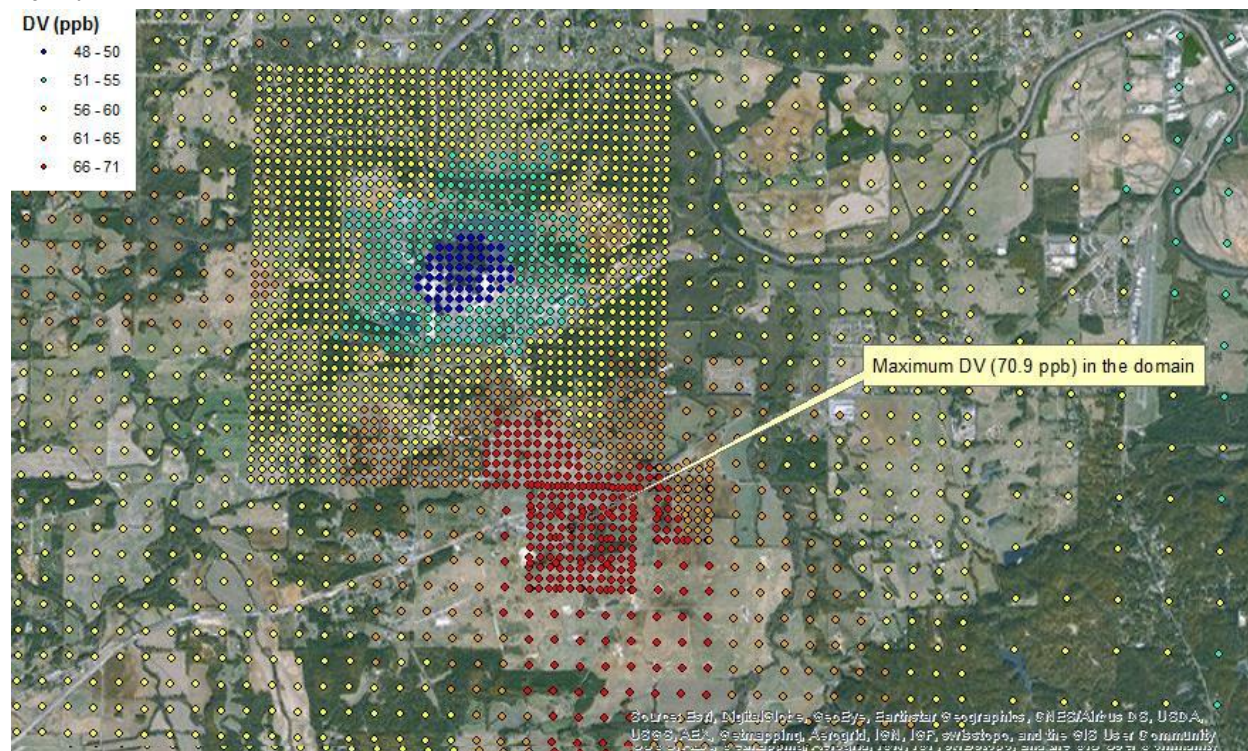 DV (ppb)
48 - 50
51 - 55
56 - 60
61 - 65
66 - 71
Maximum DV (70.9 ppb) in the domain
Source: Esri, DigitalGlobe, GeoEye, Earthstar Geographics, CNES/Airbus DS, USDA,
USGS, AEX, Getmapping, Aerogrid, IGN, IGP, swisstopo, and the GIS User Community